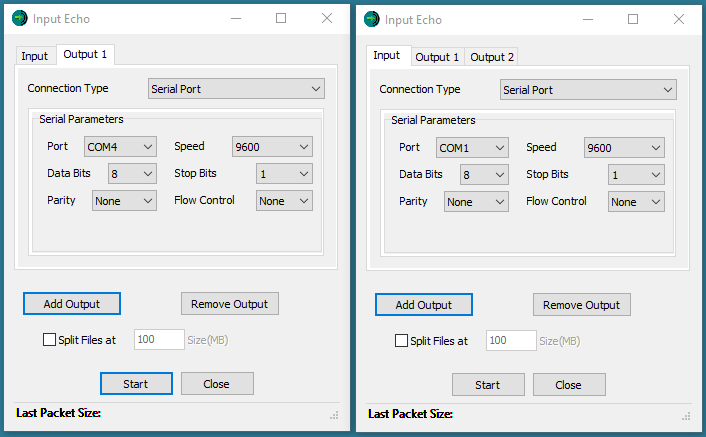 Input Echo
Input Output 1
Connection Type Serial Port
Serial Parameters
Port COM4 Speed 9600
Data Bits 8 Stop Bits 1
Parity None Flow Control None
Add Output Remove Output
Split Files at 100 Size(MB)
Start Close
Last Packet Size:
Input Echo
Input Output 1 Output 2
Connection Type Serial Port
Serial Parameters
Port COM1 Speed 9600
Data Bits 8 Stop Bits 1
Parity None Flow Control None
Add Output Remove Output
Split Files at 100 Size(MB)
Start Close
Last Packet Size: